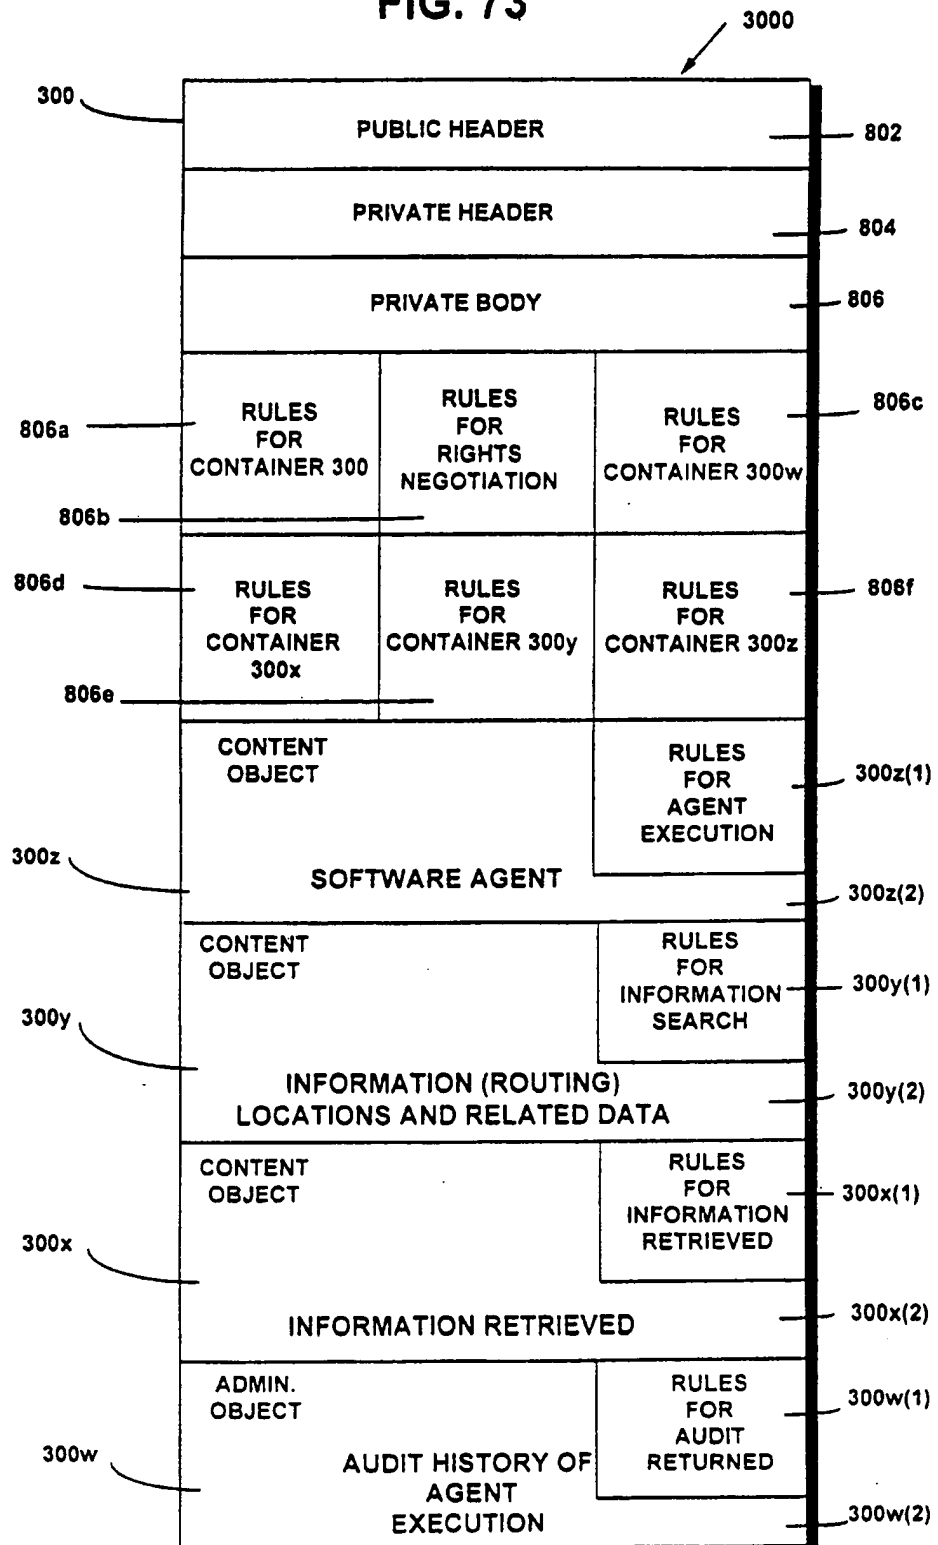 FIG. 73
3000
300
PUBLIC HEADER
802
PRIVATE HEADER
804
PRIVATE BODY
806
806a
RULES
FOR
CONTAINER 300
RULES
FOR
RIGHTS
NEGOTIATION
806b
RULES
FOR
CONTAINER 300w
806c
806d
RULES
FOR
CONTAINER
300x
RULES
FOR
CONTAINER 300y
806e
RULES
FOR
CONTAINER 300z
806f
CONTENT
OBJECT
RULES
FOR
AGENT
EXECUTION
300z(1)
300z
SOFTWARE AGENT
300z(2)
CONTENT
OBJECT
RULES
FOR
INFORMATION
SEARCH
300y(1)
300y
INFORMATION (ROUTING)
LOCATIONS AND RELATED DATA
300y(2)
CONTENT
OBJECT
RULES
FOR
INFORMATION
RETRIEVED
300x(1)
300x
INFORMATION RETRIEVED
300x(2)
ADMIN.
OBJECT
RULES
FOR
AUDIT
RETURNED
300w(1)
300w
AUDIT HISTORY OF
AGENT
EXECUTION
300w(2)